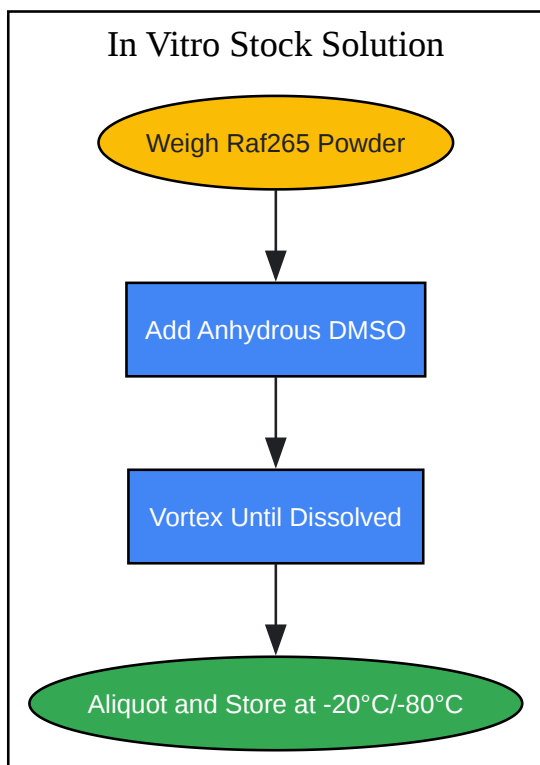 In Vitro Stock Solution
Weigh Raf265 Powder
Add Anhydrous DMSO
Vortex Until Dissolved
Aliquot and Store at -20°C/-80°C